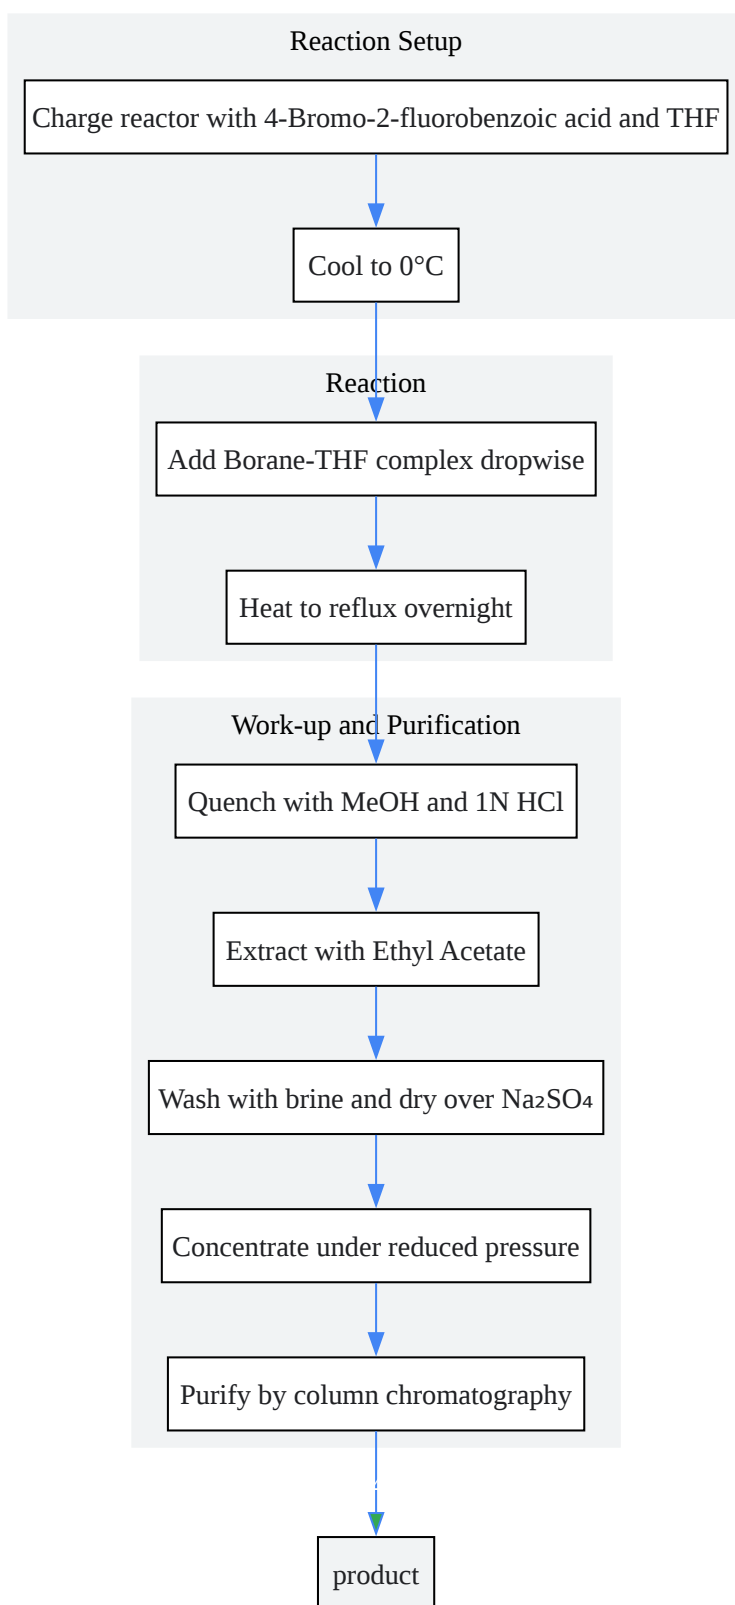 Reaction Setup
Charge reactor with 4-Bromo-2-fluorobenzoic acid and THF
Cool to 0°C
Reaction
Add Borane-THF complex dropwise
Heat to reflux overnight
Work-up and Purification
Quench with MeOH and 1N HCl
Extract with Ethyl Acetate
Wash with brine and dry over Na₂SO₄
Concentrate under reduced pressure
Purify by column chromatography
product